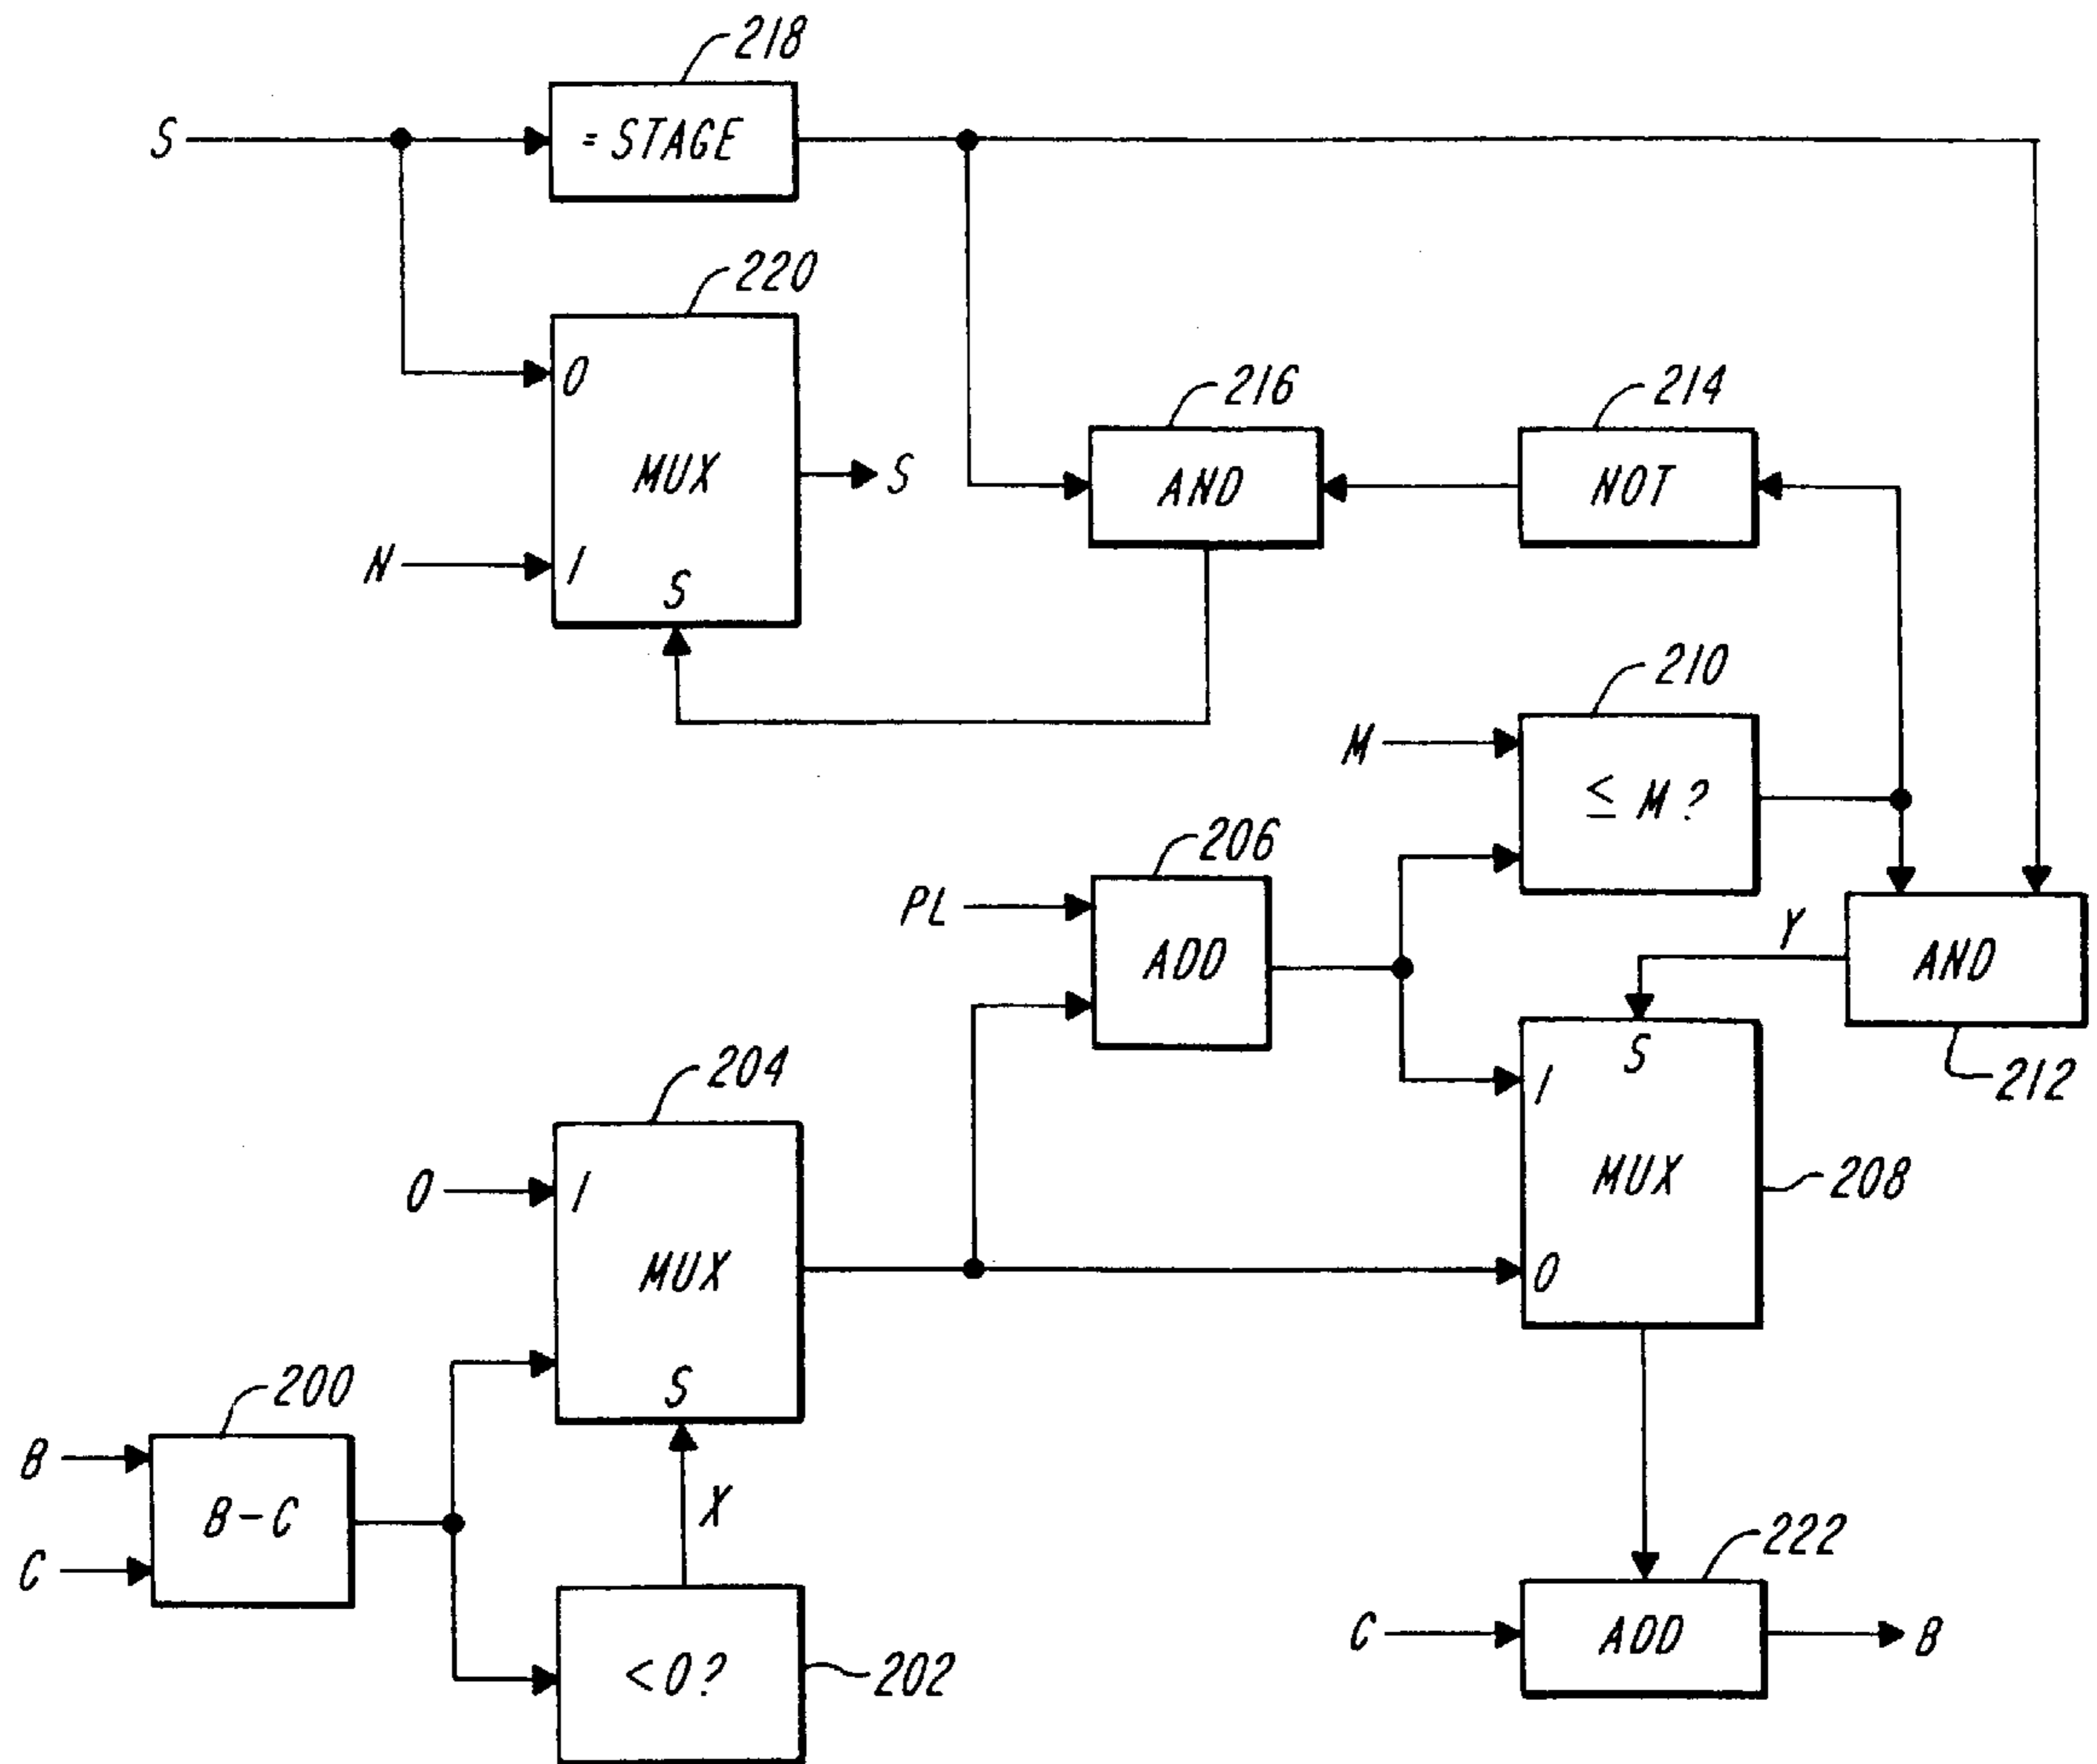 218
S
= STAGE
220
0
MUX
S
N
1
S
216
AND
214
NOT
210
M
≤ M?
206
PL
ADD
Y
AND
212
S
1
MUX
208
0
204
0
1
MUX
S
200
B
B-C
C
X
<0?
202
222
C
ADD
B